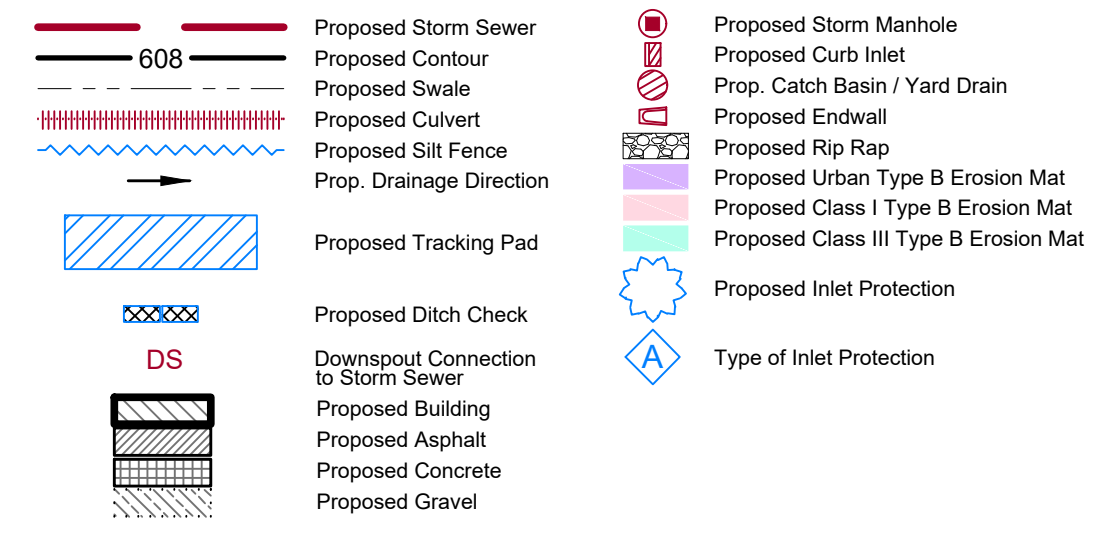 Proposed Storm Sewer
608
Proposed Contour
Proposed Swale
Proposed Culvert
Proposed Silt Fence
Prop. Drainage Direction
Proposed Tracking Pad
Proposed Ditch Check
DS
Downspout Connection
to Storm Sewer
Proposed Building
Proposed Asphalt
Proposed Concrete
Proposed Gravel
Proposed Storm Manhole
Proposed Curb Inlet
Prop. Catch Basin / Yard Drain
Proposed Endwall
Proposed Rip Rap
Proposed Urban Type B Erosion Mat
Proposed Class I Type B Erosion Mat
Proposed Class III Type B Erosion Mat
Proposed Inlet Protection
A
Type of Inlet Protection